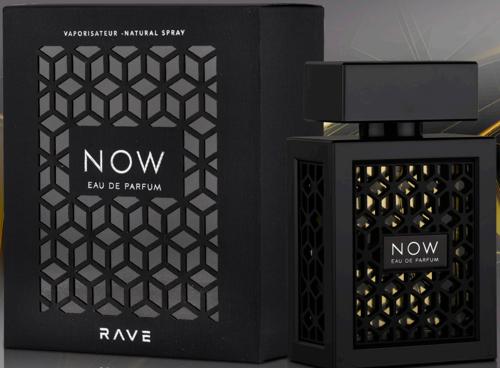 VAPORISATEUR -NATURAL SPRAY
NOW
EAU DE PARFUM
RAVE
NOW
EAU DE PARFUM